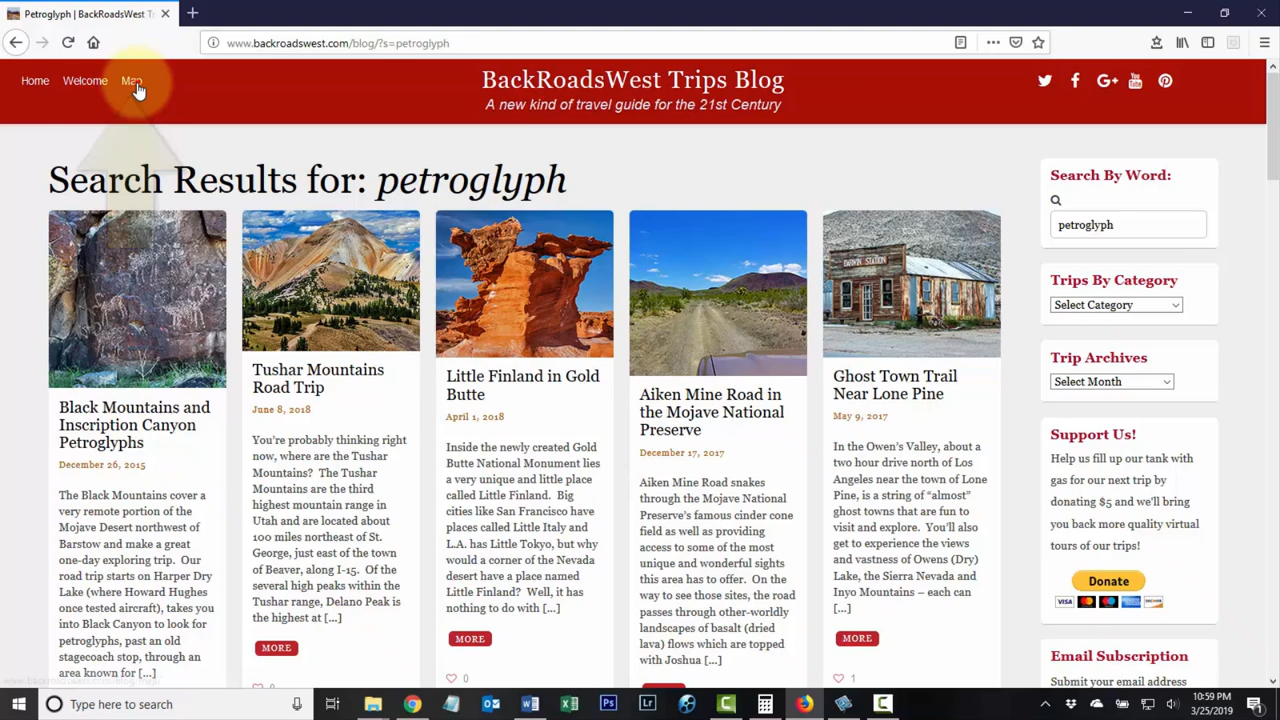 Petroglyph | BackRoadsWest T
www.backroadswest.com/blog/?s=petroglyph
Home Welcome Map
BackRoadsWest Trips Blog
A new kind of travel guide for the 21st Century
Search Results for: petroglyph
Black Mountains and
Inscription Canyon
Petroglyphs
December 26, 2015
The Black Mountains cover a
very remote portion of the
Mojave Desert northwest of
Barstow and make a great
one-day exploring trip. Our
road trip starts on Harper Dry
Lake (where Howard Hughes
once tested aircraft), takes you
into Black Canyon to look for
petroglyphs, past an old
stagecoach stop, through an
area known for [...]
Tushar Mountains
Road Trip
June 8, 2018
You’re probably thinking right
now, where are the Tushar
Mountains? The Tushar
Mountains are the third
highest mountain range in
Utah and are located about
100 miles northeast of St.
George, just east of the town
of Beaver, along I-15. Of the
several high peaks within the
Tushar range, Delano Peak is
the highest at [...]
MORE
Little Finland in Gold
Butte
April 1, 2018
Inside the newly created Gold
Butte National Monument lies
a very unique and little place
called Little Finland. Big
cities like San Francisco have
places called Little Italy and
L.A. has Little Tokyo, but why
would a corner of the Nevada
desert have a place named
Little Finland? Well, it has
nothing to do with [...]
MORE
0
Aiken Mine Road in
the Mojave National
Preserve
December 17, 2017
Aiken Mine Road snakes
through the Mojave National
Preserve’s famous cinder cone
field as well as providing
access to some of the most
unique and wonderful sights
this area has to offer. On the
way to see those sites, the road
passes through other-worldly
landscapes of basalt (dried
lava) flows which are topped
with Joshua [...]
DARWIN STATION
Ghost Town Trail
Near Lone Pine
May 9, 2017
In the Owen’s Valley, about a
two hour drive north of Los
Angeles near the town of Lone
Pine, is a string of “almost”
ghost towns that are fun to
visit and explore. You’ll also
get to experience the views
and vastness of Owens (Dry)
Lake, the Sierra Nevada and
Inyo Mountains – each can
[...]
MORE
1
Search By Word:
petroglyph
Trips By Category
Select Category
Trip Archives
Select Month
Support Us!
Help us fill up our tank with
gas for our next trip by
donating $5 and we'll bring
you back more quality virtual
tours of our trips!
Donate
VISA
Email Subscription
Submit your email address
www.backroadswest.com/blog/map/
Type here to search
10:59 PM
3/25/2019